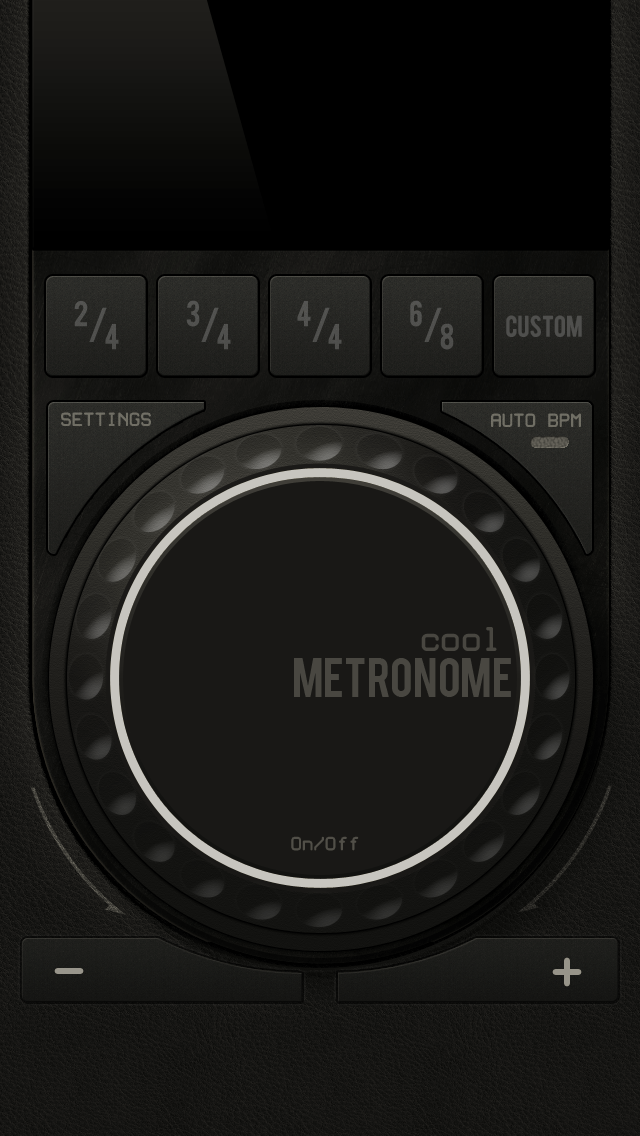 2/4 3/4 4/4 6/8 CUSTOM
SETTINGS AUTO BPM
cool
METRONOME
On/Off
− +